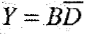 Y = BD̅